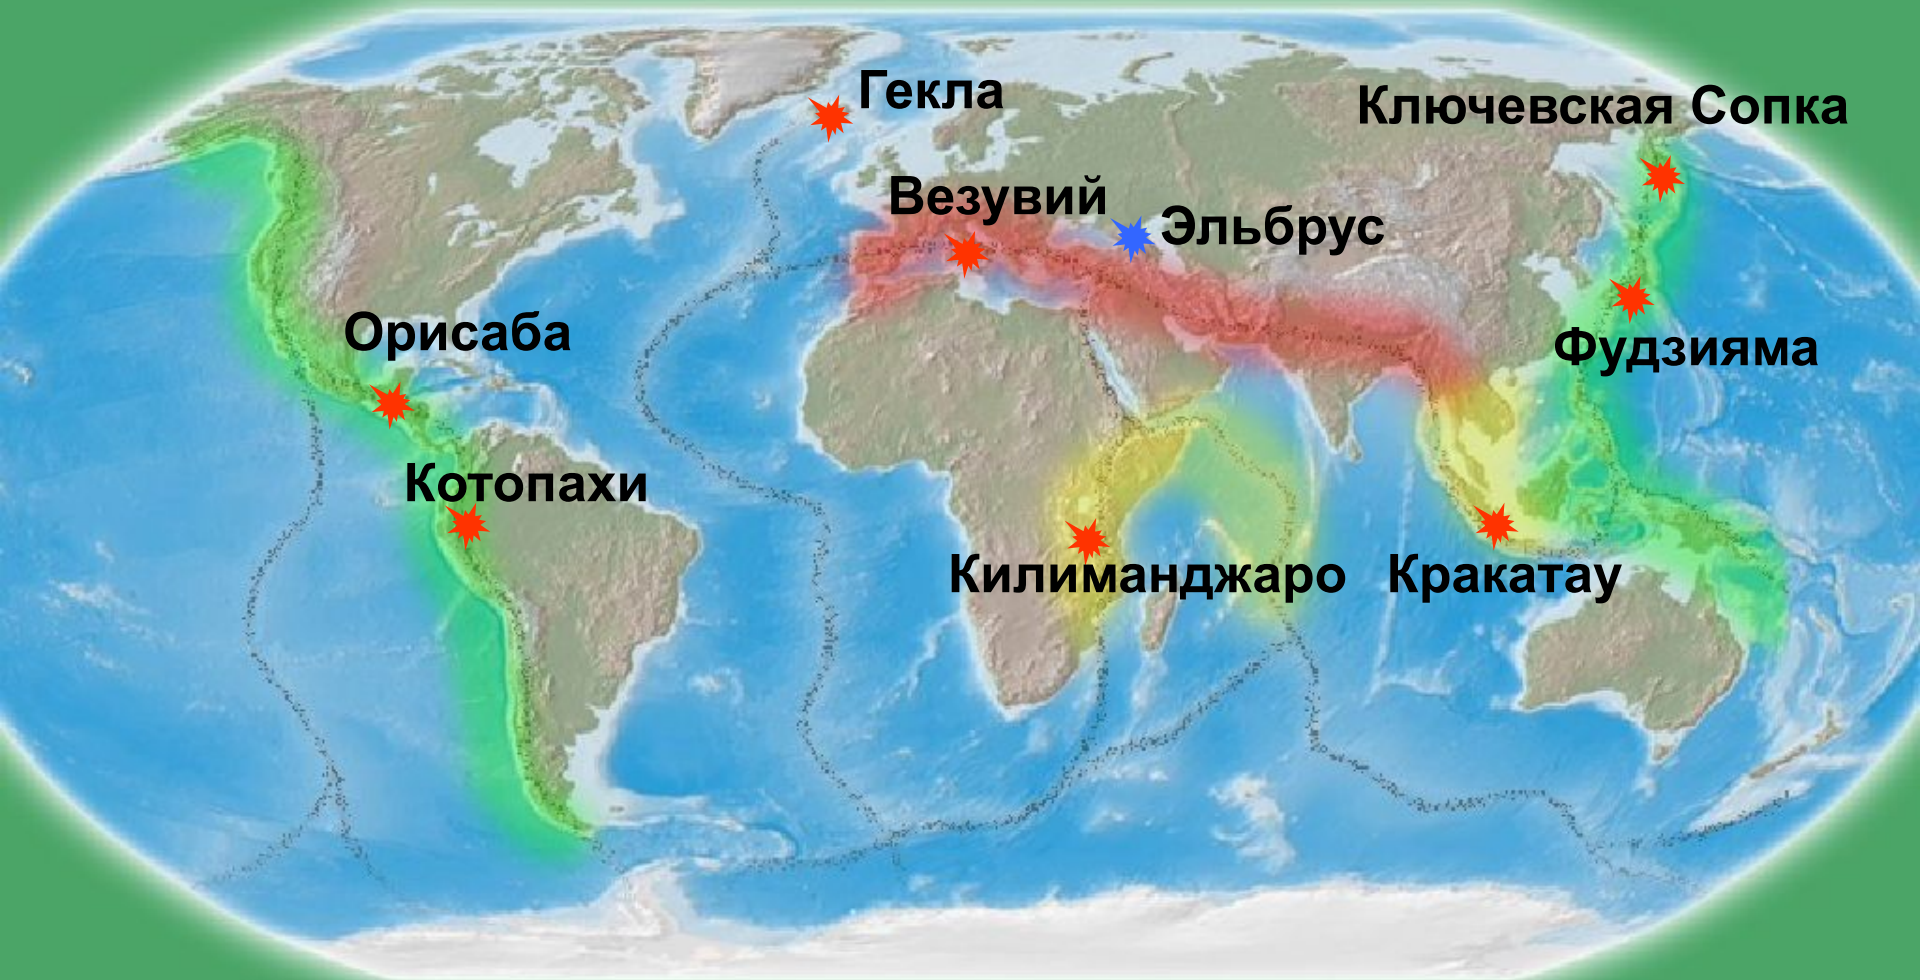 Гекла
Ключевская Сопка
Везувий
Эльбрус
Орисаба
Фудзияма
Котопахи
Килиманджаро
Кракатау